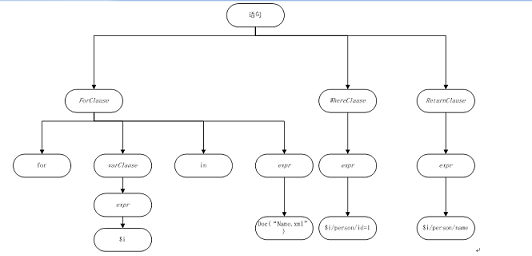 语句
ForClause
WhereClause
ReturnClause
for
varClause
in
expr
expr
expr
expr
$i
Doc(“Name.xml”
)
$i/person/id=1
$i/person/name